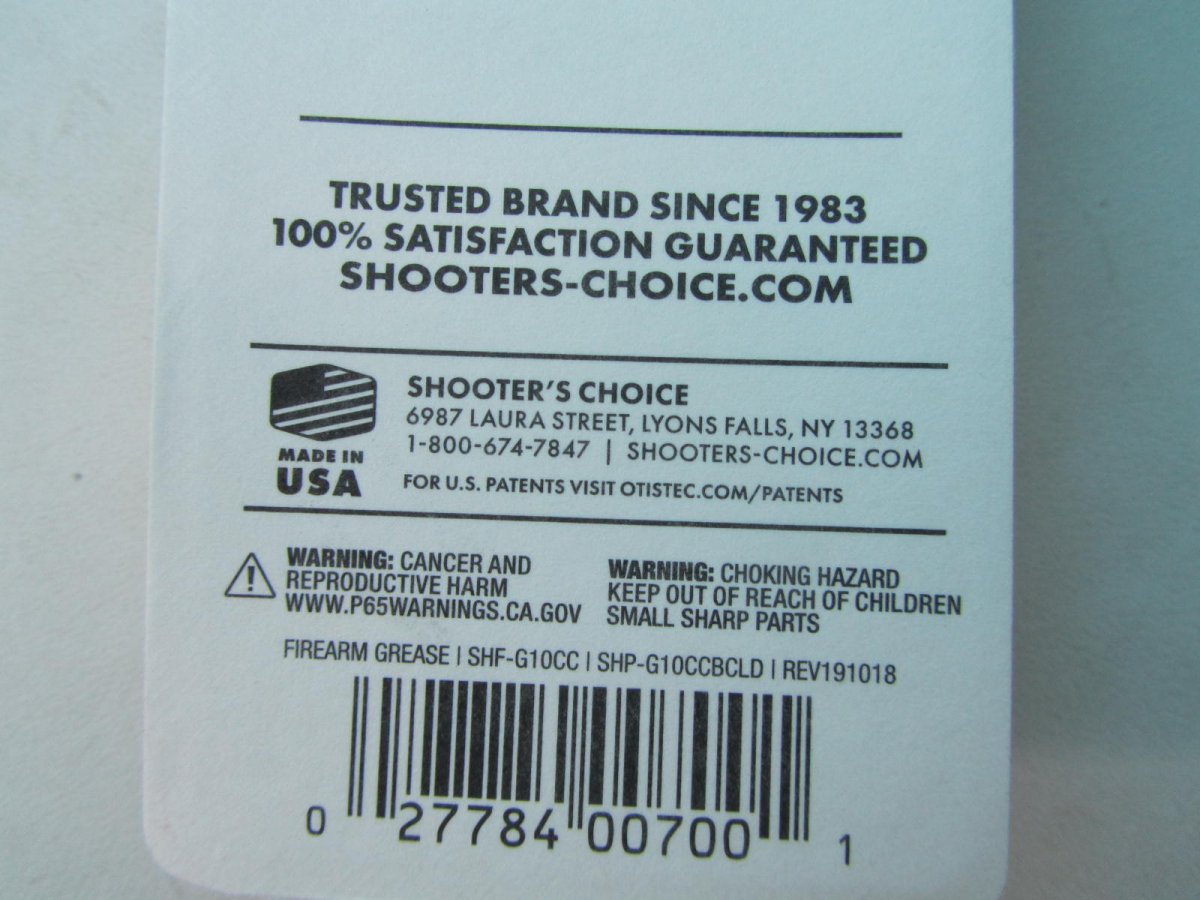 TRUSTED BRAND SINCE 1983
100% SATISFACTION GUARANTEED
SHOOTERS-CHOICE.COM
MADE IN
USA
SHOOTER'S CHOICE
6987 LAURA STREET, LYONS FALLS, NY 13368
1-800-674-7847 | SHOOTERS-CHOICE.COM
FOR U.S. PATENTS VISIT OTISTEC.COM/PATENTS
WARNING: CANCER AND
REPRODUCTIVE HARM
WWW.P65WARNINGS.CA.GOV
WARNING: CHOKING HAZARD
KEEP OUT OF REACH OF CHILDREN
SMALL SHARP PARTS
FIREARM GREASE | SHF-G10CC | SHP-G10CCBCLD | REV191018
0 27784 00700 1